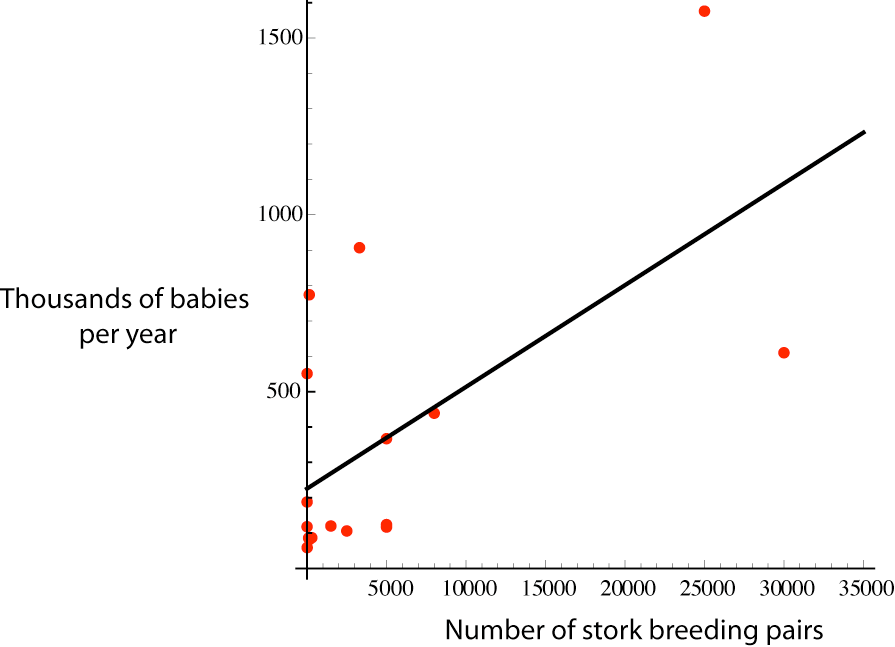 1500
1000
Thousands of babies
per year
500
5000 10000 15000 20000 25000 30000 35000
Number of stork breeding pairs